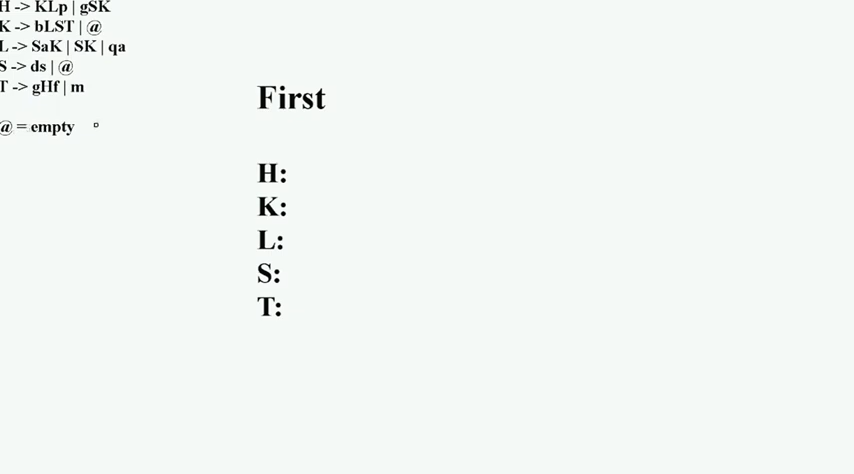 H -> KLp | gSK
K -> bLST | @
L -> SaK | SK | qa
S -> ds | @
T -> gHf | m
@ = empty
First
H:
K:
L:
S:
T: